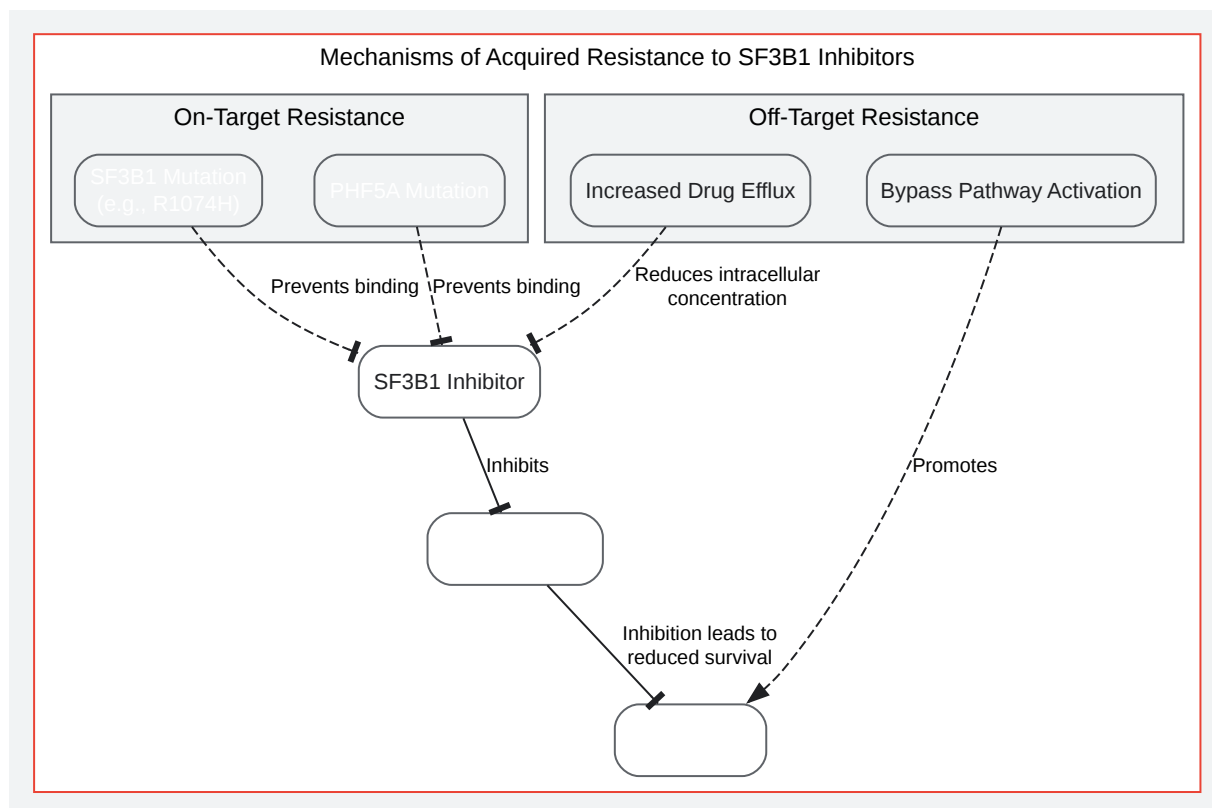 Mechanisms of Acquired Resistance to SF3B1 Inhibitors
On-Target Resistance
Off-Target Resistance
SF3B1 Mutation
(e.g., R1074H)
PHF5A Mutation
Increased Drug Efflux
Bypass Pathway Activation
Prevents binding
Prevents binding
Reduces intracellular
concentration
SF3B1 Inhibitor
Inhibits
Promotes
Inhibition leads to
reduced survival